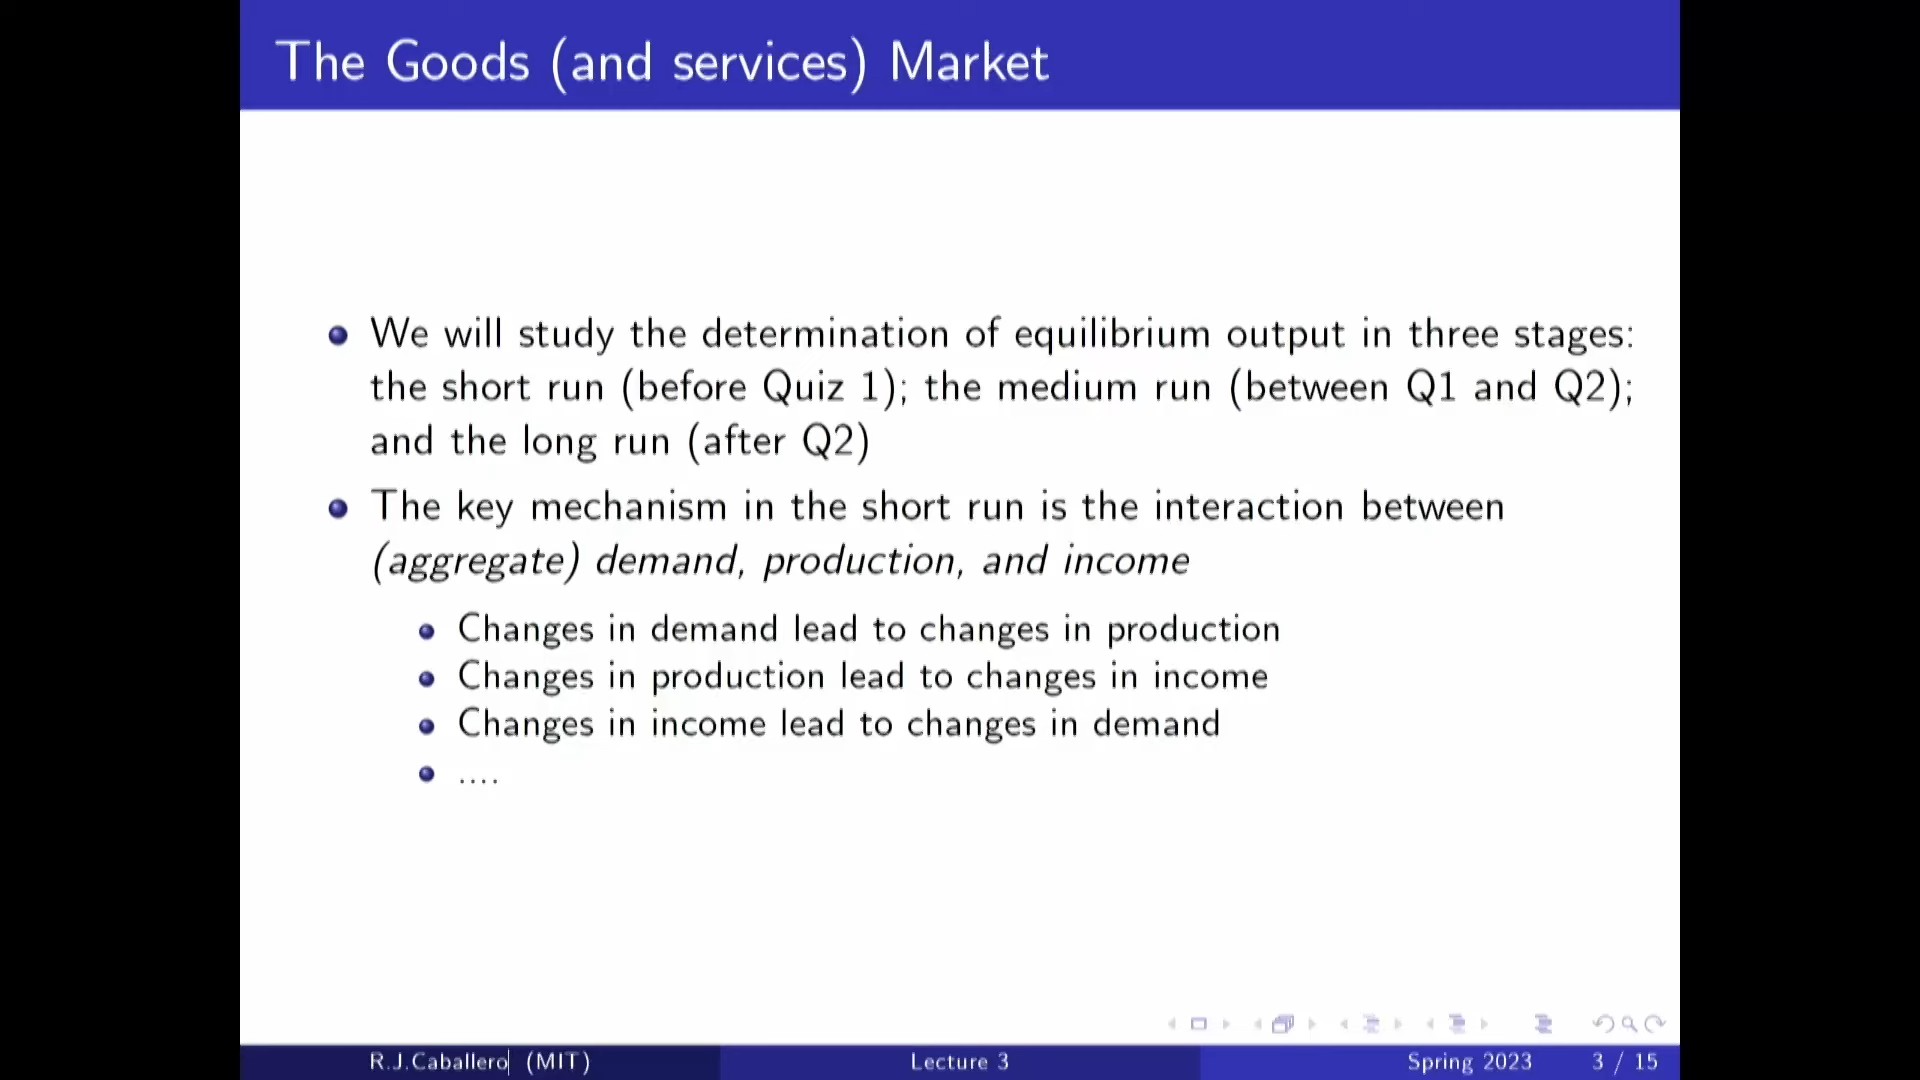 The Goods (and services) Market
We will study the determination of equilibrium output in three stages:
the short run (before Quiz 1); the medium run (between Q1 and Q2);
and the long run (after Q2)
The key mechanism in the short run is the interaction between
(aggregate) demand, production, and income
Changes in demand lead to changes in production
Changes in production lead to changes in income
Changes in income lead to changes in demand
....
R.J.Caballero (MIT)
Lecture 3
Spring 2023
3 / 15